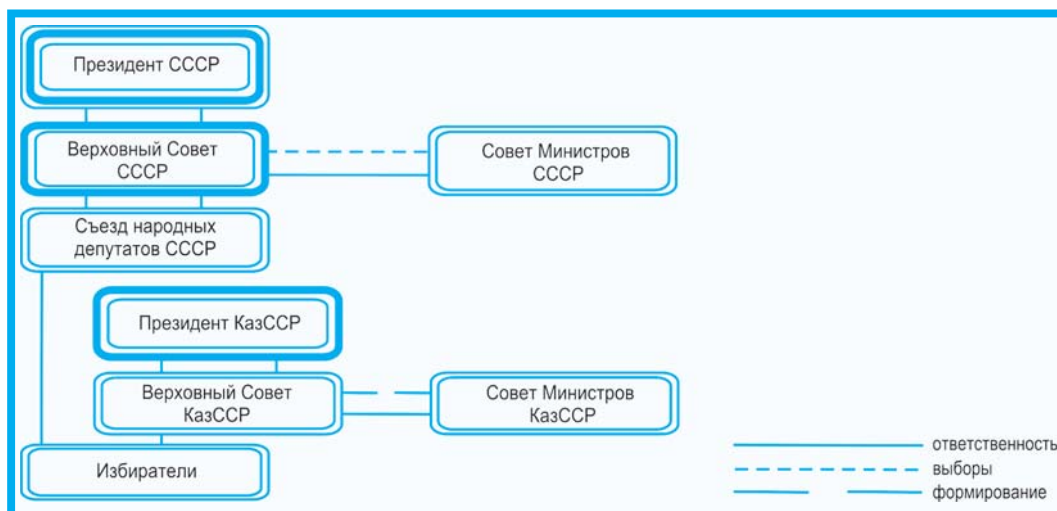 Президент СССР
Верховный Совет
СССР
Совет Министров
СССР
Съезд народных
депутатов СССР
Президент КазССР
Верховный Совет
КазССР
Совет Министров
КазССР
Избиратели
ответственность
выборы
формирование